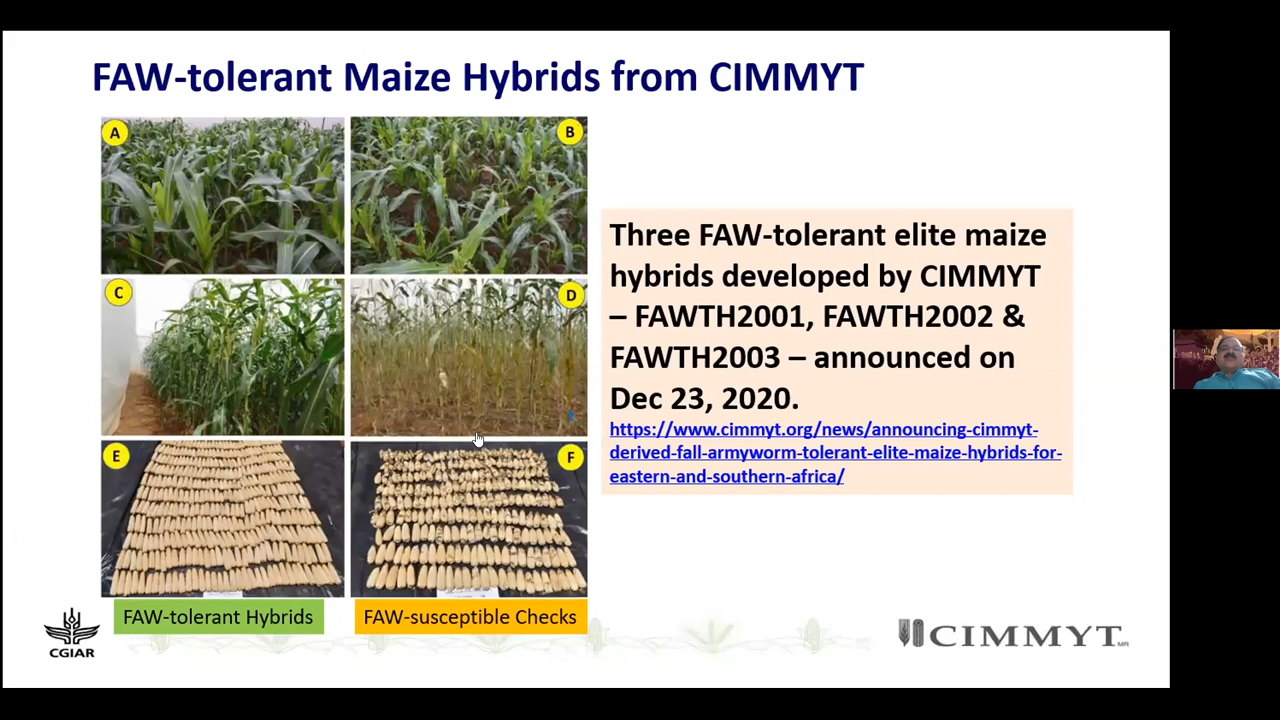 FAW-tolerant Maize Hybrids from CIMMYT
A
B
C
D
E
F
FAW-tolerant Hybrids
FAW-susceptible Checks
Three FAW-tolerant elite maize
hybrids developed by CIMMYT
– FAWTH2001, FAWTH2002 &
FAWTH2003 – announced on
Dec 23, 2020.
https://www.cimmyt.org/news/announcing-cimmyt-
derived-fall-armyworm-tolerant-elite-maize-hybrids-for-
eastern-and-southern-africa/
CGIAR
CIMMYT